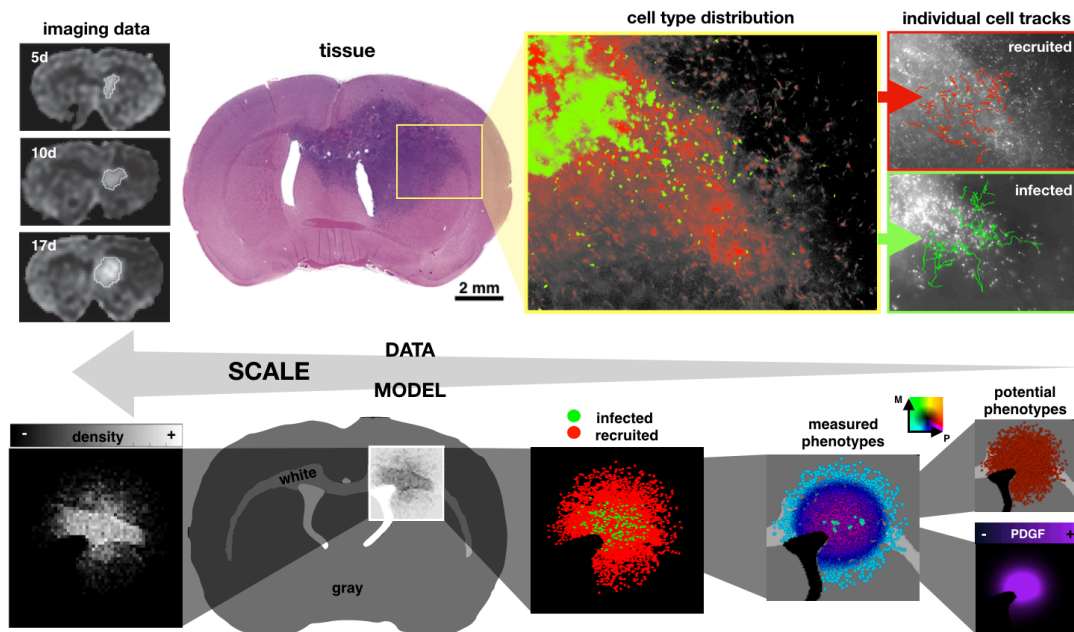 imaging data
5d
10d
17d
tissue
2 mm
cell type distribution
individual cell tracks
recruited
infected
DATA
SCALE
MODEL
- density +
white
gray
infected
recruited
measured
phenotypes
M
P
potential
phenotypes
- PDGF +